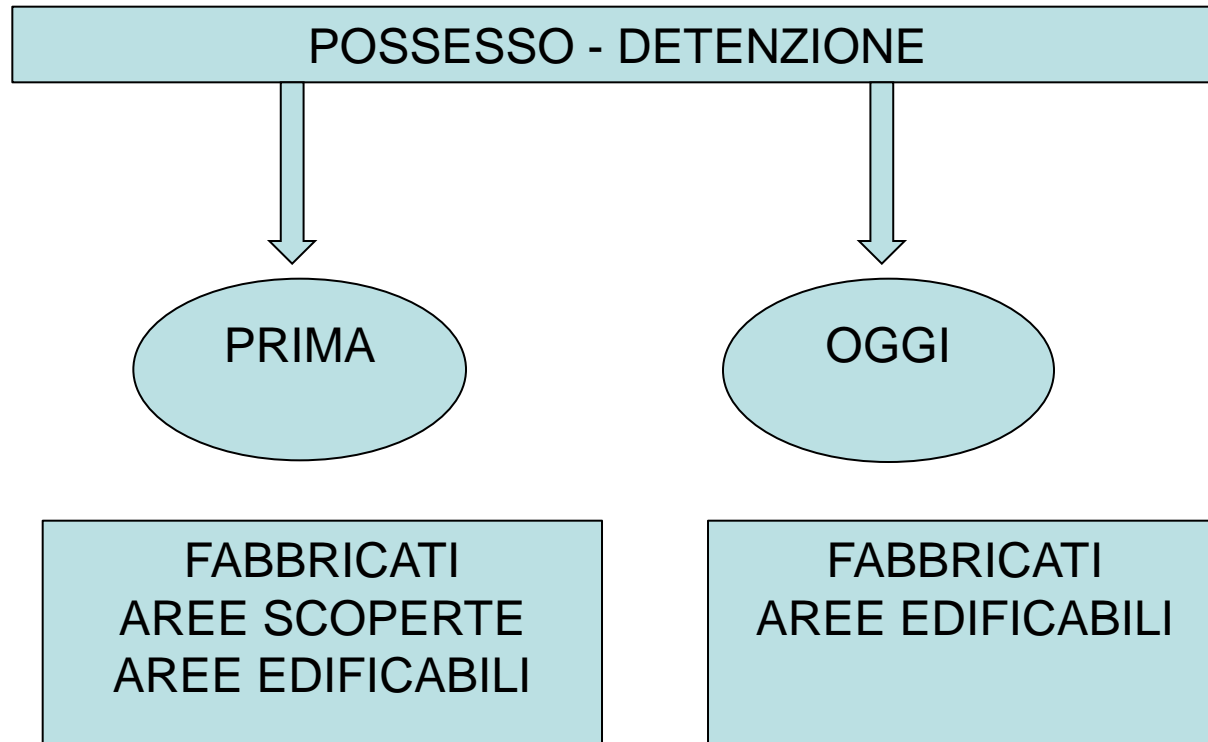 POSSESSO - DETENZIONE
PRIMA
OGGI
FABBRICATI
AREE SCOPERTE
AREE EDIFICABILI
FABBRICATI
AREE EDIFICABILI